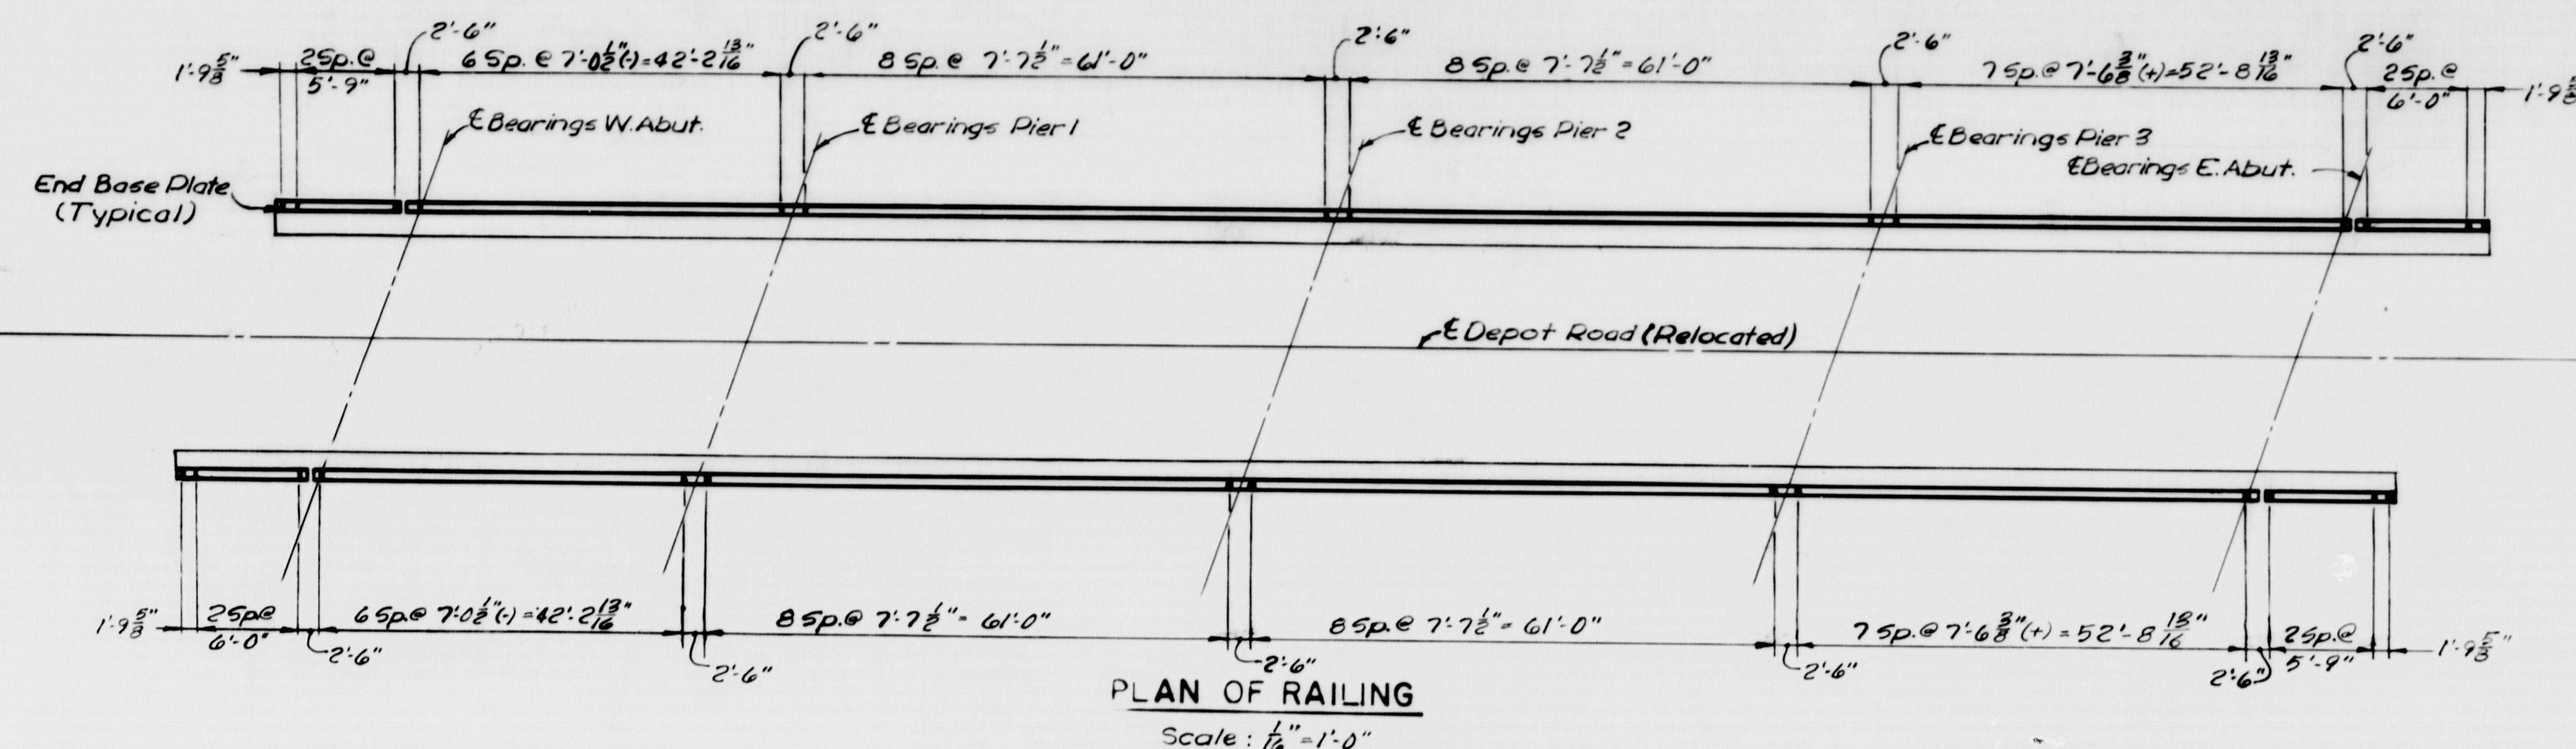 2'-6"
2'-6"
2'-6"
2'-6"
2'-6"
1'-9 5/8"
2 Sp. @
5'-9"
6 Sp. @ 7'-0 1/2"(-)=42'-2 13/16"
8 Sp. @ 7'-7 1/2"=61'-0"
8 Sp. @ 7'-7 1/2"=61'-0"
7 Sp. @ 7'-6 3/8"(+)=52'-8 13/16"
2 Sp. @
6'-0"
℄ Bearings W. Abut.
℄ Bearings Pier 1
℄ Bearings Pier 2
℄ Bearings Pier 3
℄ Bearings E. Abut.
End Base Plate
(Typical)
℄ Depot Road (Relocated)
1'-9 5/8"
2 Sp. @
6'-0"
2'-6"
6 Sp. @ 7'-0 1/2"(-)=42'-2 13/16"
2'-6"
8 Sp. @ 7'-7 1/2"= 61'-0"
2'-6"
8 Sp. @ 7'-7 1/2"= 61'-0"
2'-6"
7 Sp. @ 7'-6 3/8"(+)=52'-8 13/16"
2'-6"
2 Sp. @
5'-9"
1'-9 5/8"
PLAN OF RAILING
Scale: 1/16"=1'-0"